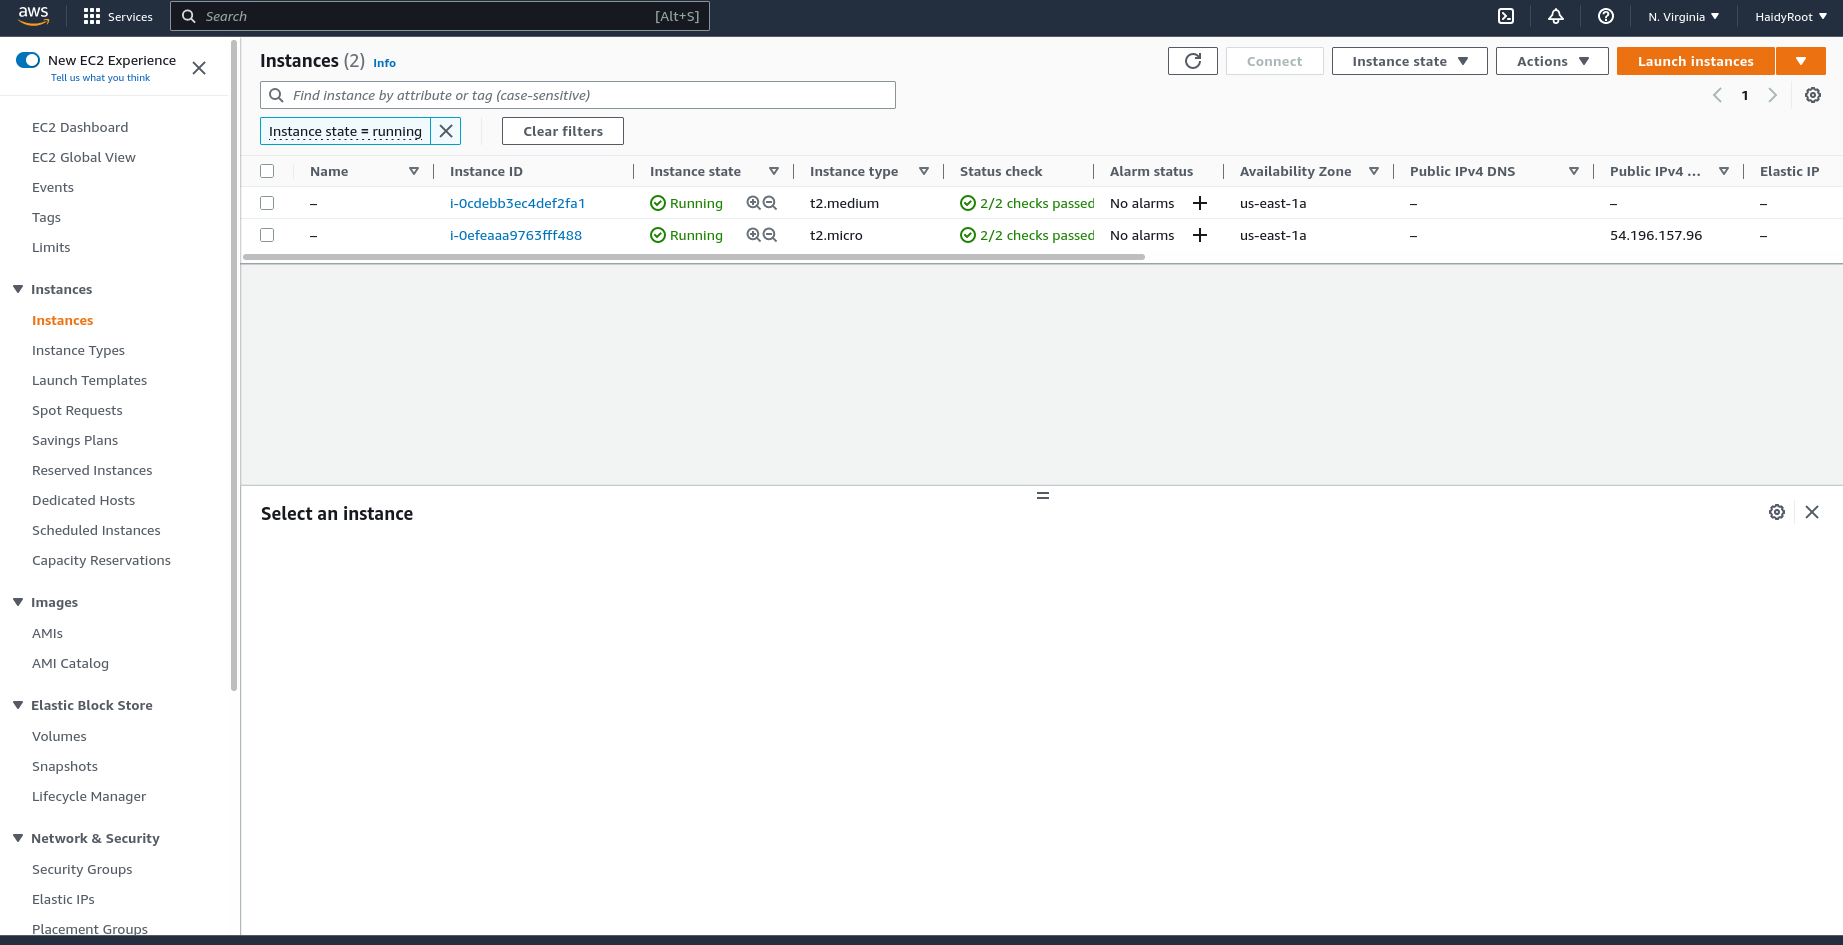 aws
Services
Search
[Alt+S]
N. Virginia
HaidyRoot
New EC2 Experience
Tell us what you think
EC2 Dashboard
EC2 Global View
Events
Tags
Limits
Instances
Instances
Instance Types
Launch Templates
Spot Requests
Savings Plans
Reserved Instances
Dedicated Hosts
Scheduled Instances
Capacity Reservations
Images
AMIs
AMI Catalog
Elastic Block Store
Volumes
Snapshots
Lifecycle Manager
Network & Security
Security Groups
Elastic IPs
Placement Groups
Instances (2) Info
Connect
Instance state
Actions
Launch instances
Find instance by attribute or tag (case-sensitive)
1
Instance state = running
Clear filters
Name Instance ID Instance state Instance type Status check Alarm status Availability Zone Public IPv4 DNS Public IPv4 ... Elastic IP
– i-0cdebb3ec4def2fa1 Running t2.medium 2/2 checks passed No alarms us-east-1a – – –
– i-0efeaaa9763fff488 Running t2.micro 2/2 checks passed No alarms us-east-1a – 54.196.157.96 –
Select an instance